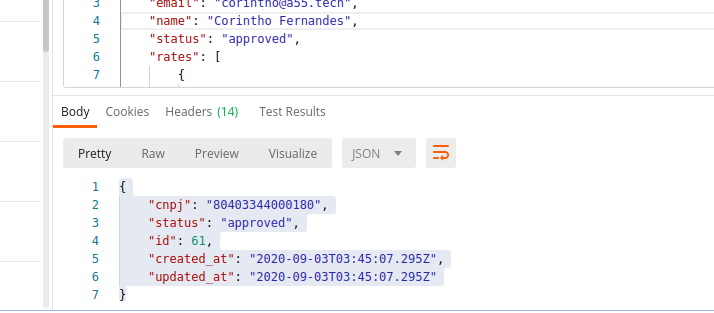 3 "email": "corintho@a55.tech",
4 "name": "Corintho Fernandes",
5 "status": "approved",
6 "rates": [
7 {
Body Cookies Headers (14) Test Results
Pretty Raw Preview Visualize JSON
1 {
2 "cnpj": "80403344000180",
3 "status": "approved",
4 "id": 61,
5 "created_at": "2020-09-03T03:45:07.295Z",
6 "updated_at": "2020-09-03T03:45:07.295Z"
7 }